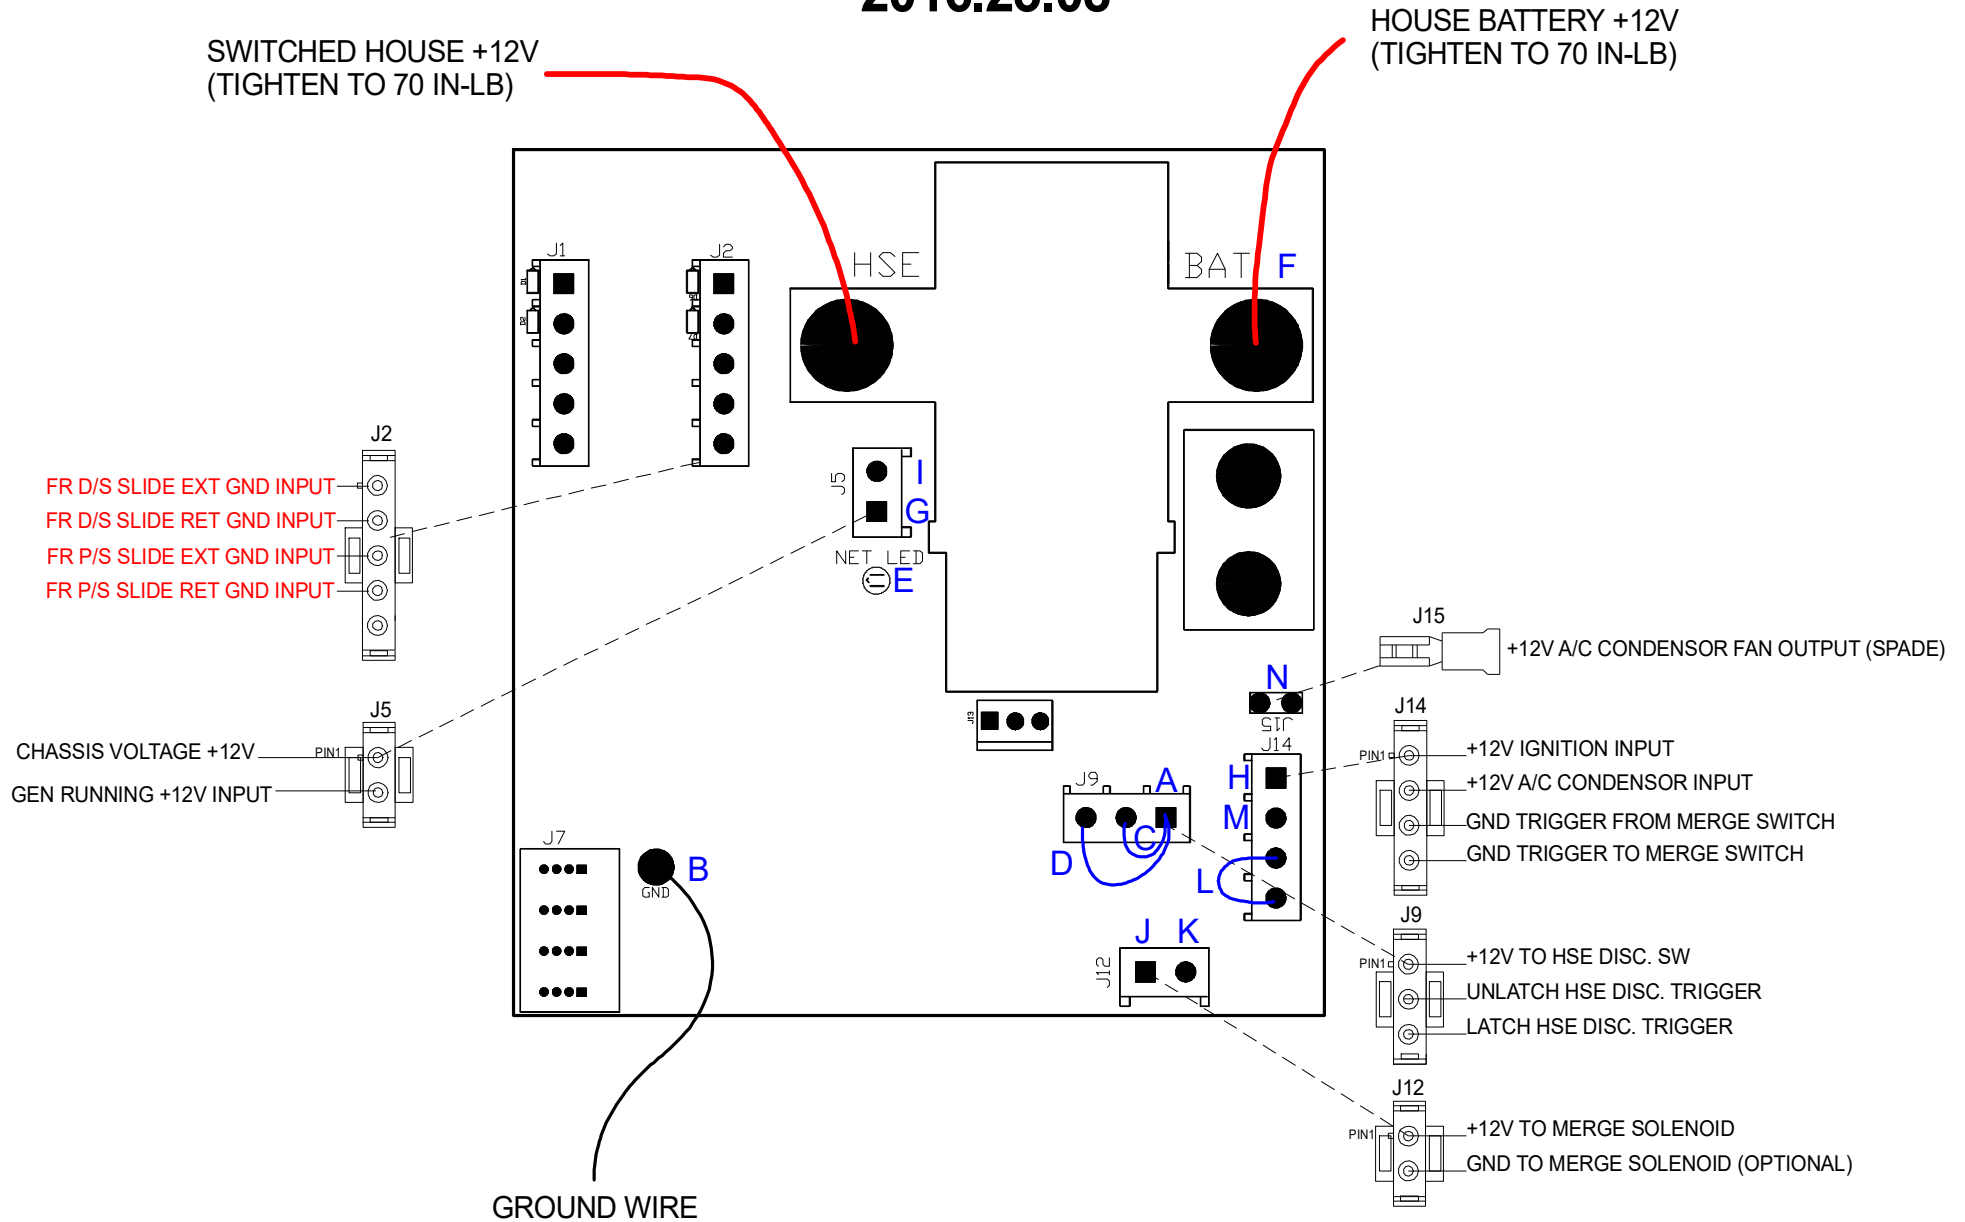 SWITCHED HOUSE +12V
(TIGHTEN TO 70 IN-LB)
HOUSE BATTERY +12V
(TIGHTEN TO 70 IN-LB)
J1
J2
HSE
BAT
F
J2
FR D/S SLIDE EXT GND INPUT
FR D/S SLIDE RET GND INPUT
FR P/S SLIDE EXT GND INPUT
FR P/S SLIDE RET GND INPUT
J5
I
G
NET LED
E
J5
CHASSIS VOLTAGE +12V
PIN1
GEN RUNNING +12V INPUT
J15
+12V A/C CONDENSOR FAN OUTPUT (SPADE)
N
J15
J13
J14
H
M
L
J9
A
C
D
J14
PIN1
+12V IGNITION INPUT
+12V A/C CONDENSOR INPUT
GND TRIGGER FROM MERGE SWITCH
GND TRIGGER TO MERGE SWITCH
J7
B
GND
J
K
J12
J9
PIN1
+12V TO HSE DISC. SW
UNLATCH HSE DISC. TRIGGER
LATCH HSE DISC. TRIGGER
J12
PIN1
+12V TO MERGE SOLENOID
GND TO MERGE SOLENOID (OPTIONAL)
GROUND WIRE